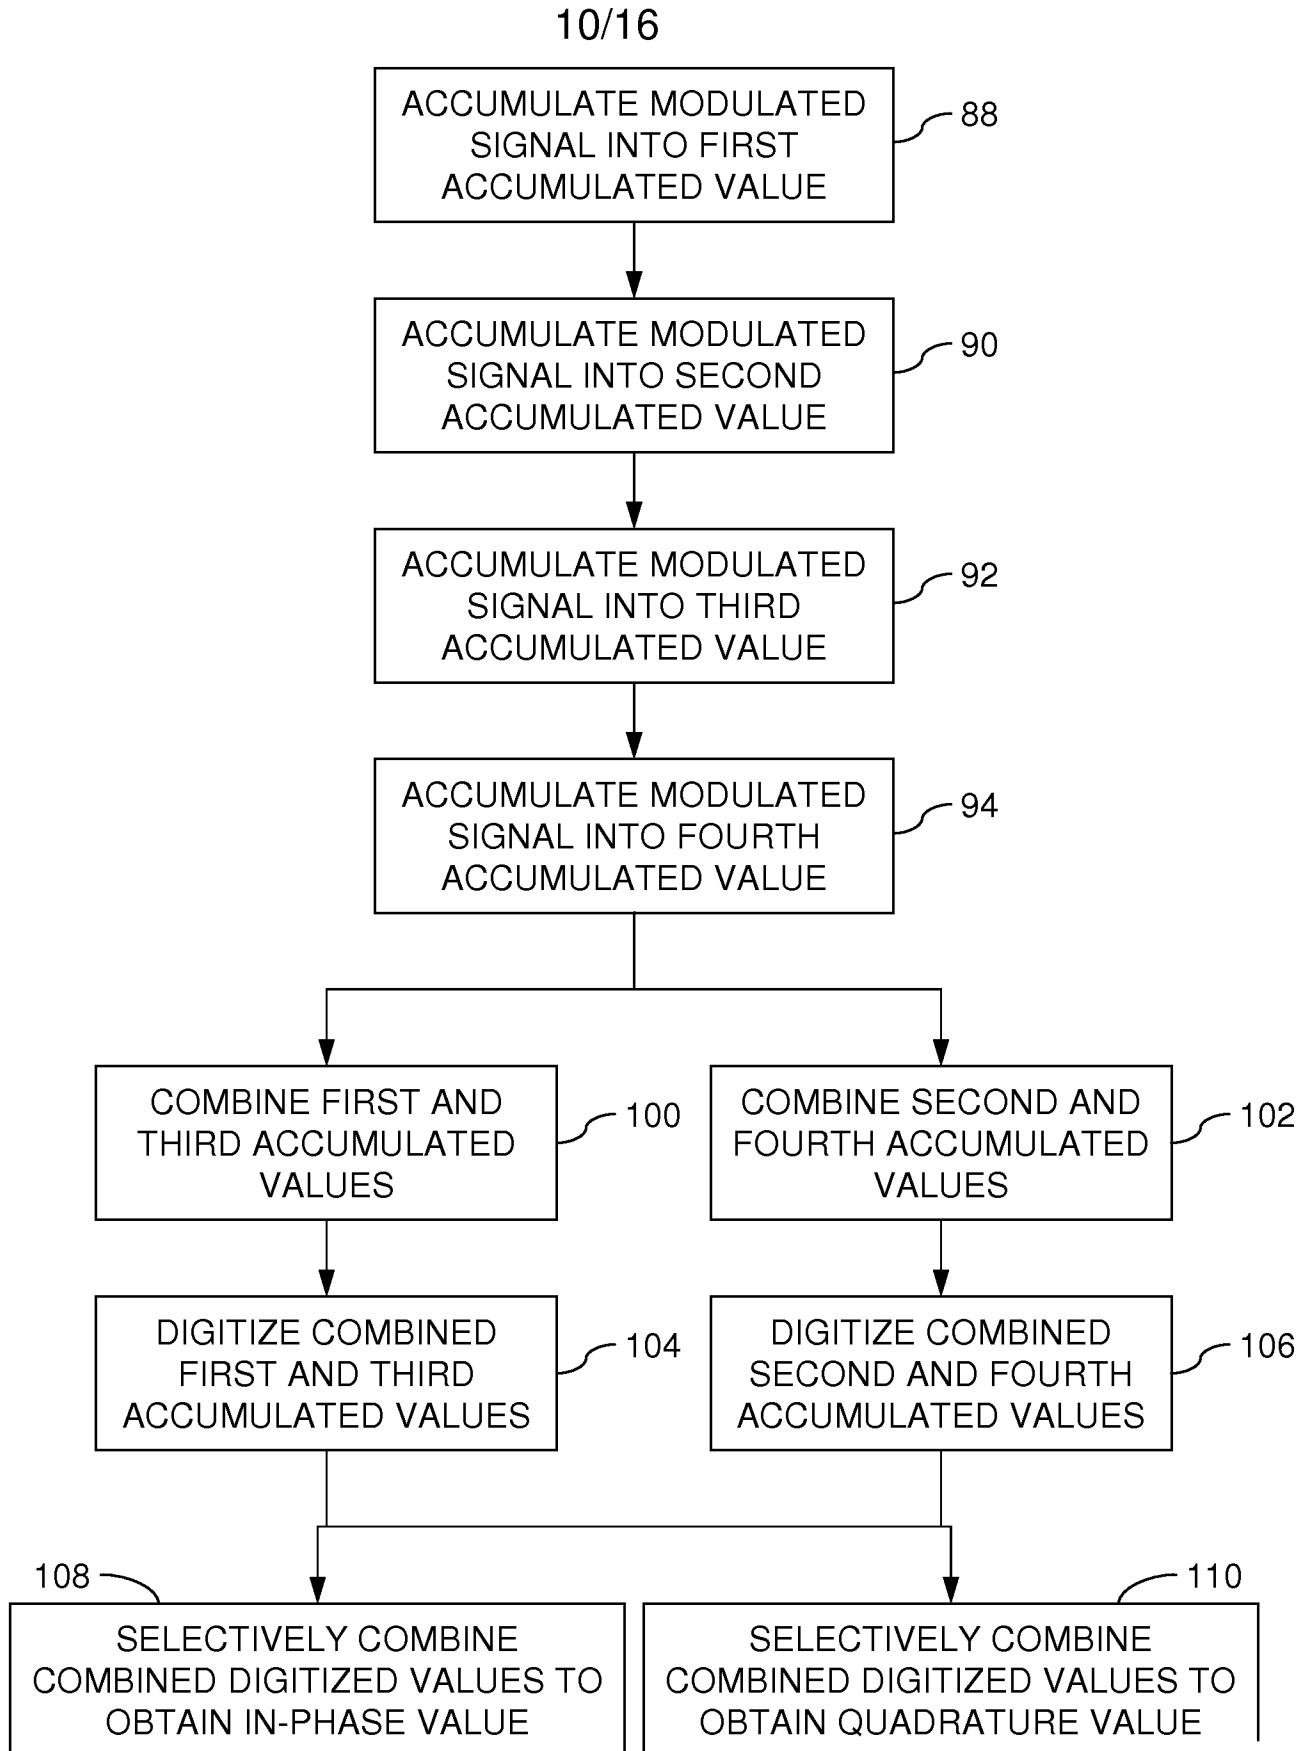 10/16
ACCUMULATE MODULATED
SIGNAL INTO FIRST
ACCUMULATED VALUE
88
ACCUMULATE MODULATED
SIGNAL INTO SECOND
ACCUMULATED VALUE
90
ACCUMULATE MODULATED
SIGNAL INTO THIRD
ACCUMULATED VALUE
92
ACCUMULATE MODULATED
SIGNAL INTO FOURTH
ACCUMULATED VALUE
94
COMBINE FIRST AND
THIRD ACCUMULATED
VALUES
100
COMBINE SECOND AND
FOURTH ACCUMULATED
VALUES
102
DIGITIZE COMBINED
FIRST AND THIRD
ACCUMULATED VALUES
104
DIGITIZE COMBINED
SECOND AND FOURTH
ACCUMULATED VALUES
106
108
SELECTIVELY COMBINE
COMBINED DIGITIZED VALUES TO
OBTAIN IN-PHASE VALUE
110
SELECTIVELY COMBINE
COMBINED DIGITIZED VALUES TO
OBTAIN QUADRATURE VALUE